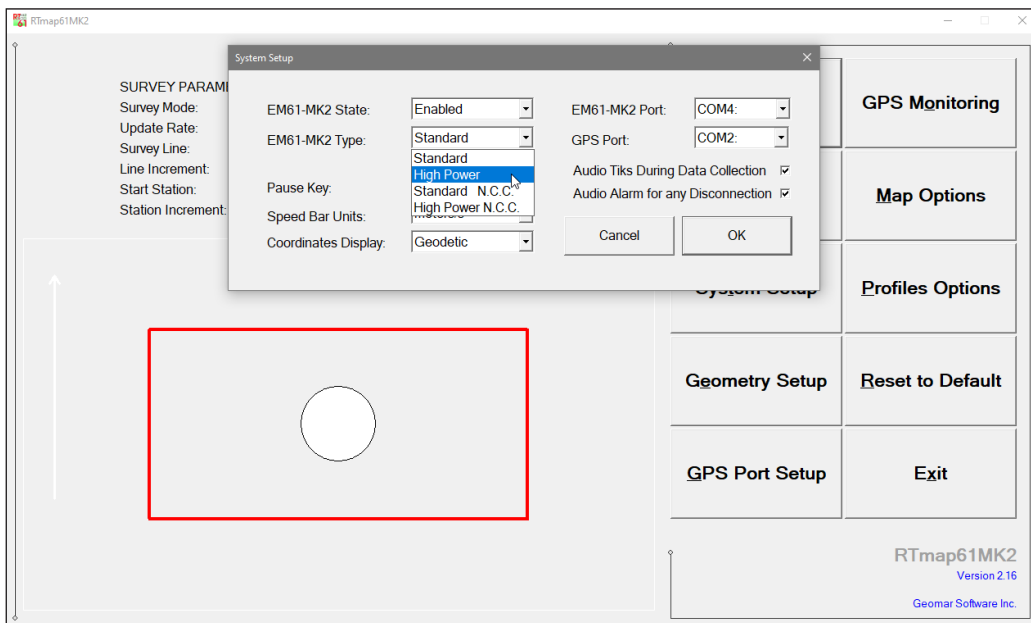 RTmap61MK2
System Setup
SURVEY PARAM
Survey Mode:
Update Rate:
Survey Line:
Line Increment:
Start Station:
Station Increment:
EM61-MK2 State:
Enabled
EM61-MK2 Type:
Standard
Standard
High Power
Standard N.C.C.
High Power N.C.C.
Pause Key:
Speed Bar Units:
Coordinates Display:
Geodetic
EM61-MK2 Port:
COM4:
GPS Port:
COM2:
Audio Tiks During Data Collection
Audio Alarm for any Disconnection
Cancel
OK
GPS Monitoring
Map Options
System Setup
Profiles Options
Geometry Setup
Reset to Default
GPS Port Setup
Exit
RTmap61MK2
Version 2.16
Geomar Software Inc.